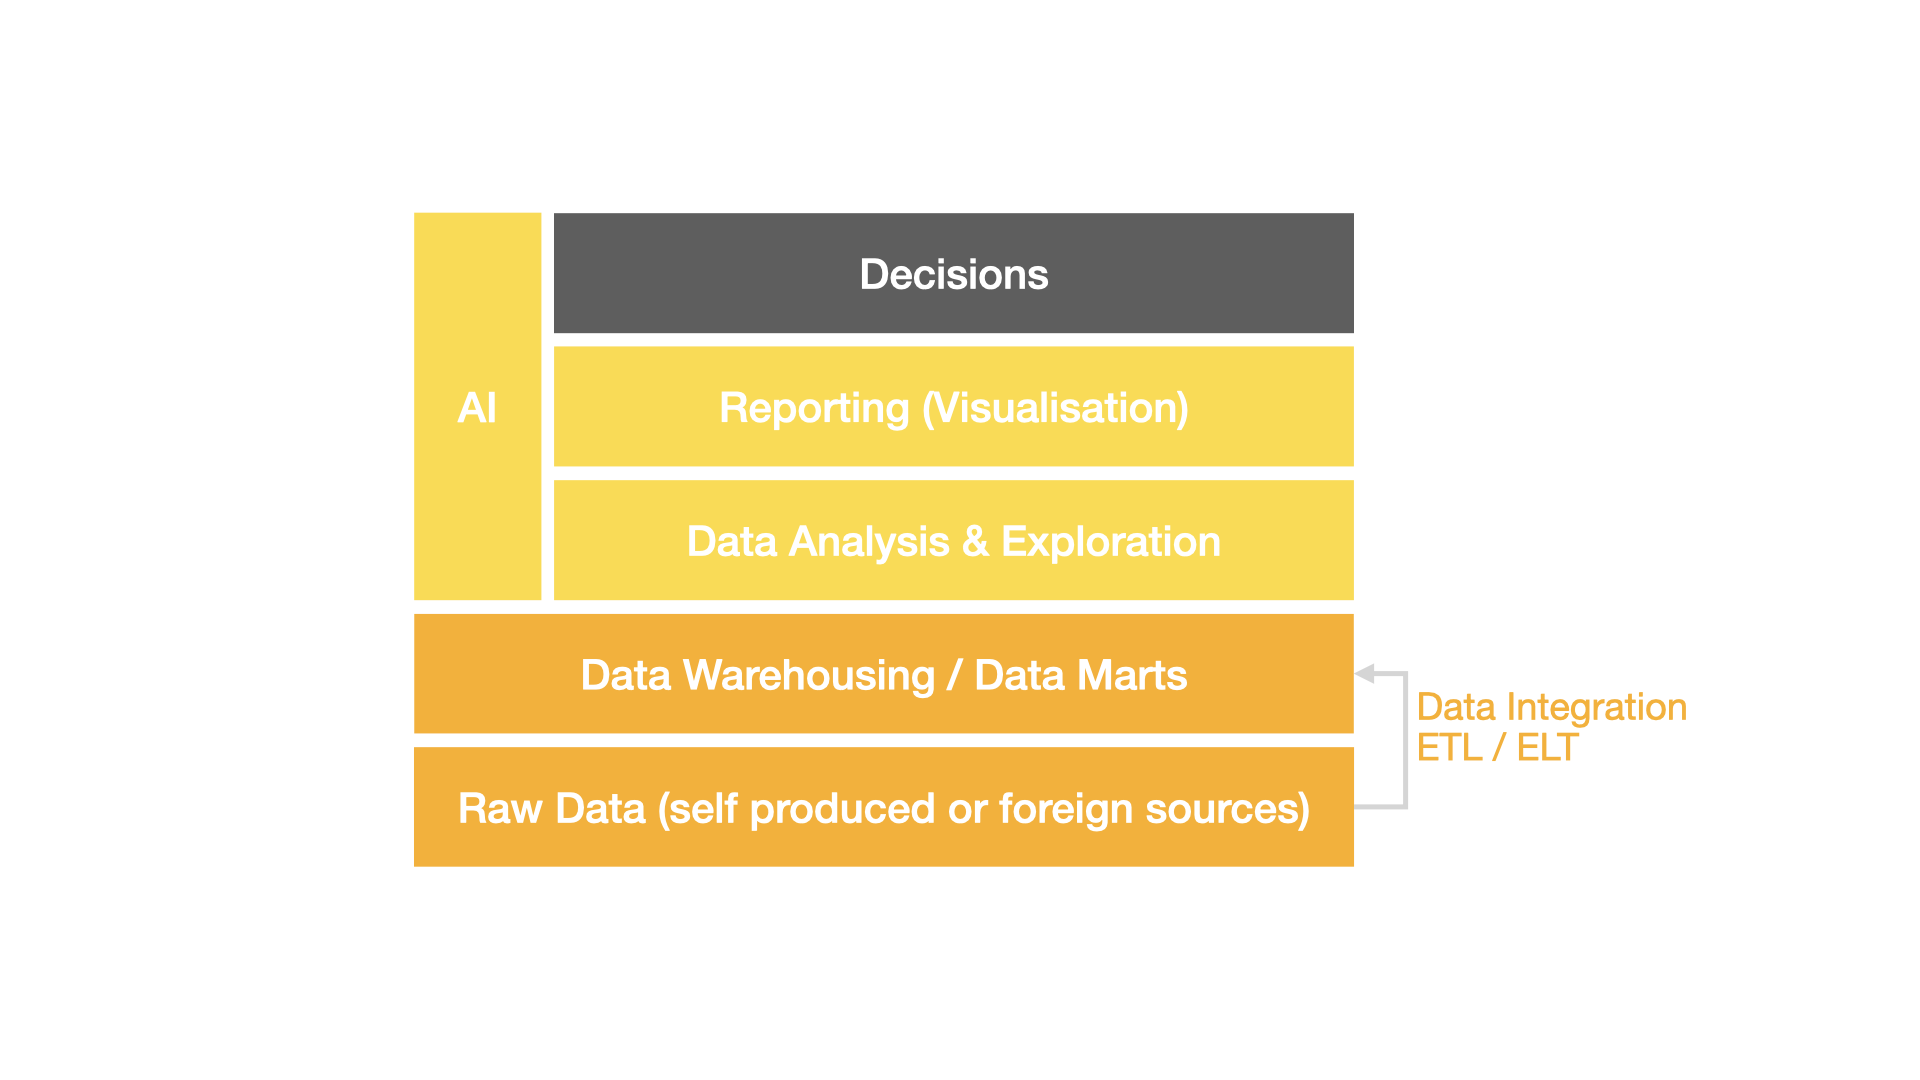 Decisions
AI
Reporting (Visualisation)
Data Analysis & Exploration
Data Warehousing / Data Marts
Data Integration
ETL / ELT
Raw Data (self produced or foreign sources)